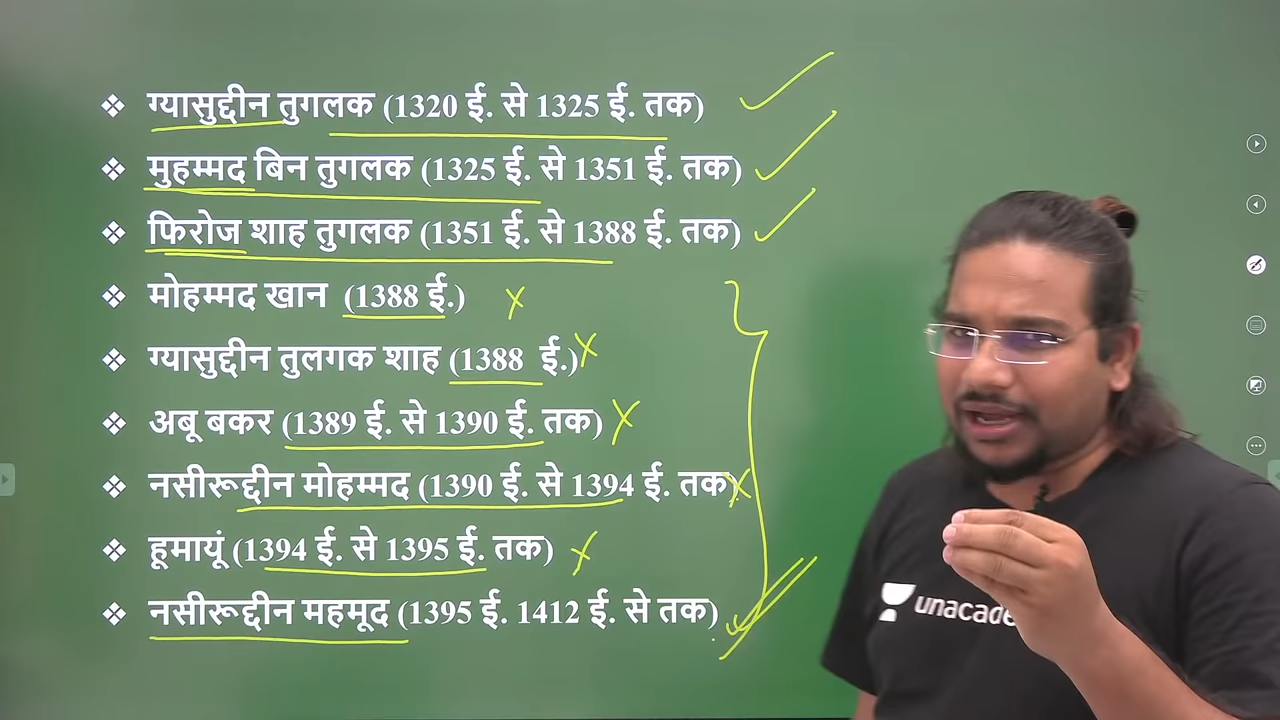 ❖ ग्यासुद्दीन तुगलक (1320 ई. से 1325 ई. तक)
❖ मुहम्मद बिन तुगलक (1325 ई. से 1351 ई. तक)
❖ फिरोज शाह तुगलक (1351 ई. से 1388 ई. तक)
❖ मोहम्मद खान (1388 ई.)
❖ ग्यासुद्दीन तुलगक शाह (1388 ई.)
❖ अबू बकर (1389 ई. से 1390 ई. तक)
❖ नसीरूद्दीन मोहम्मद (1390 ई. से 1394 ई. तक)
❖ हूमायूं (1394 ई. से 1395 ई. तक)
❖ नसीरूद्दीन महमूद (1395 ई. 1412 ई. से तक)
unacade